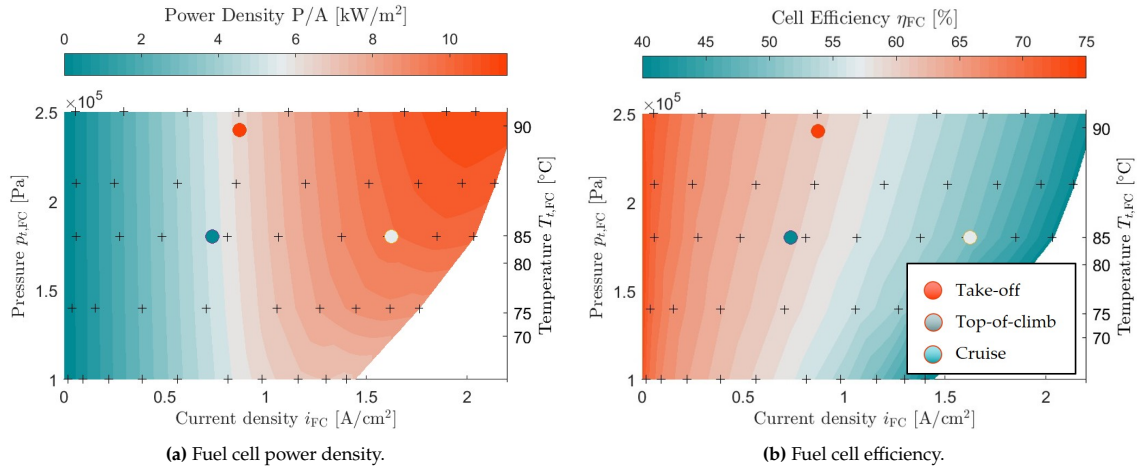 Power Density P/A [kW/m²]
0 2 4 6 8 10
×10⁵
2.5
2
1.5
1
Pressure p_t,FC [Pa]
90
85
80
75
70
Temperature T_t,FC [°C]
0 0.5 1 1.5 2
Current density i_FC [A/cm²]
(a) Fuel cell power density.
Cell Efficiency η_FC [%]
40 45 50 55 60 65 70 75
×10⁵
2.5
2
1.5
1
Pressure p_t,FC [Pa]
90
85
80
75
70
Temperature T_t,FC [°C]
Take-off
Top-of-climb
Cruise
0 0.5 1 1.5 2
Current density i_FC [A/cm²]
(b) Fuel cell efficiency.